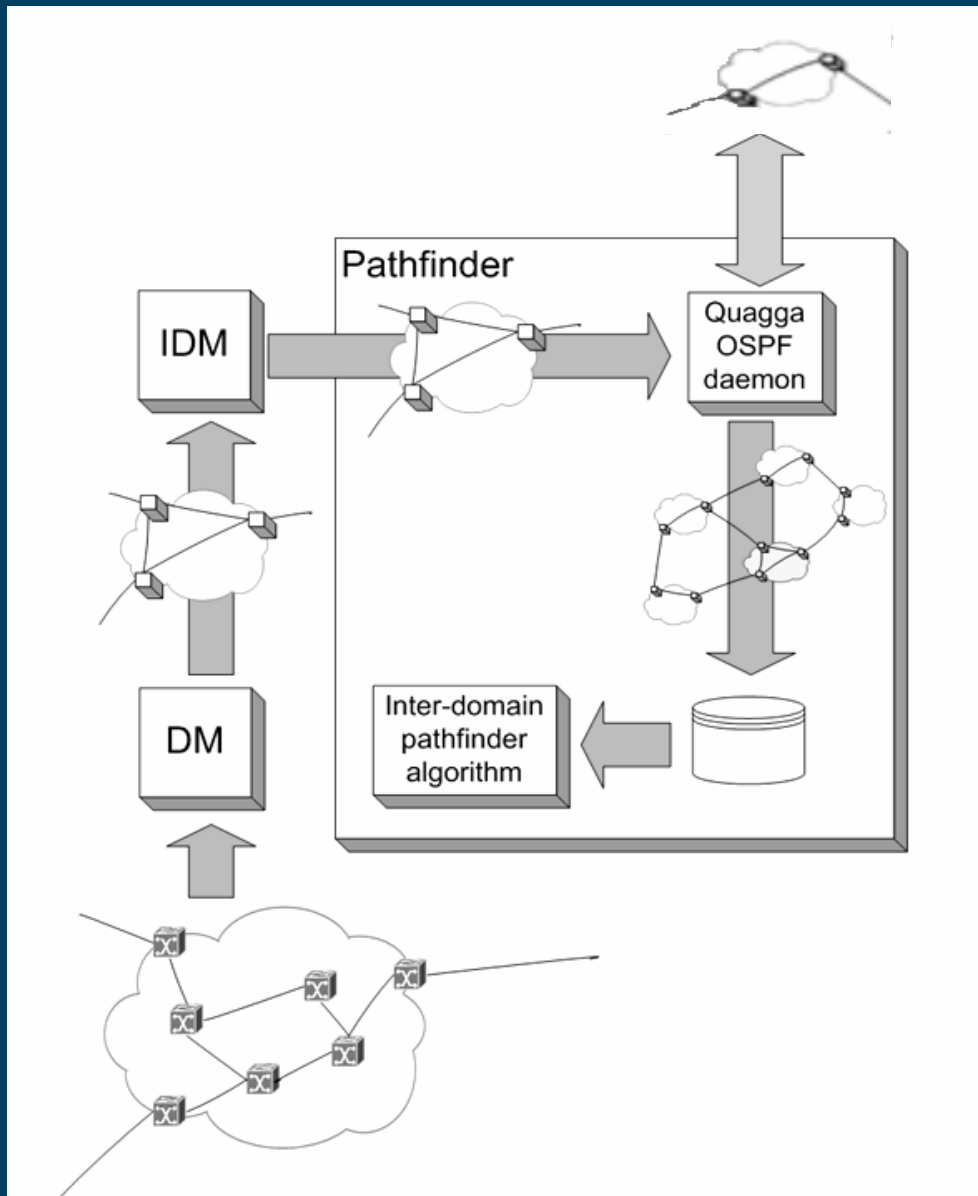 Pathfinder
IDM
Quagga
OSPF
daemon
DM
Inter-domain
pathfinder
algorithm